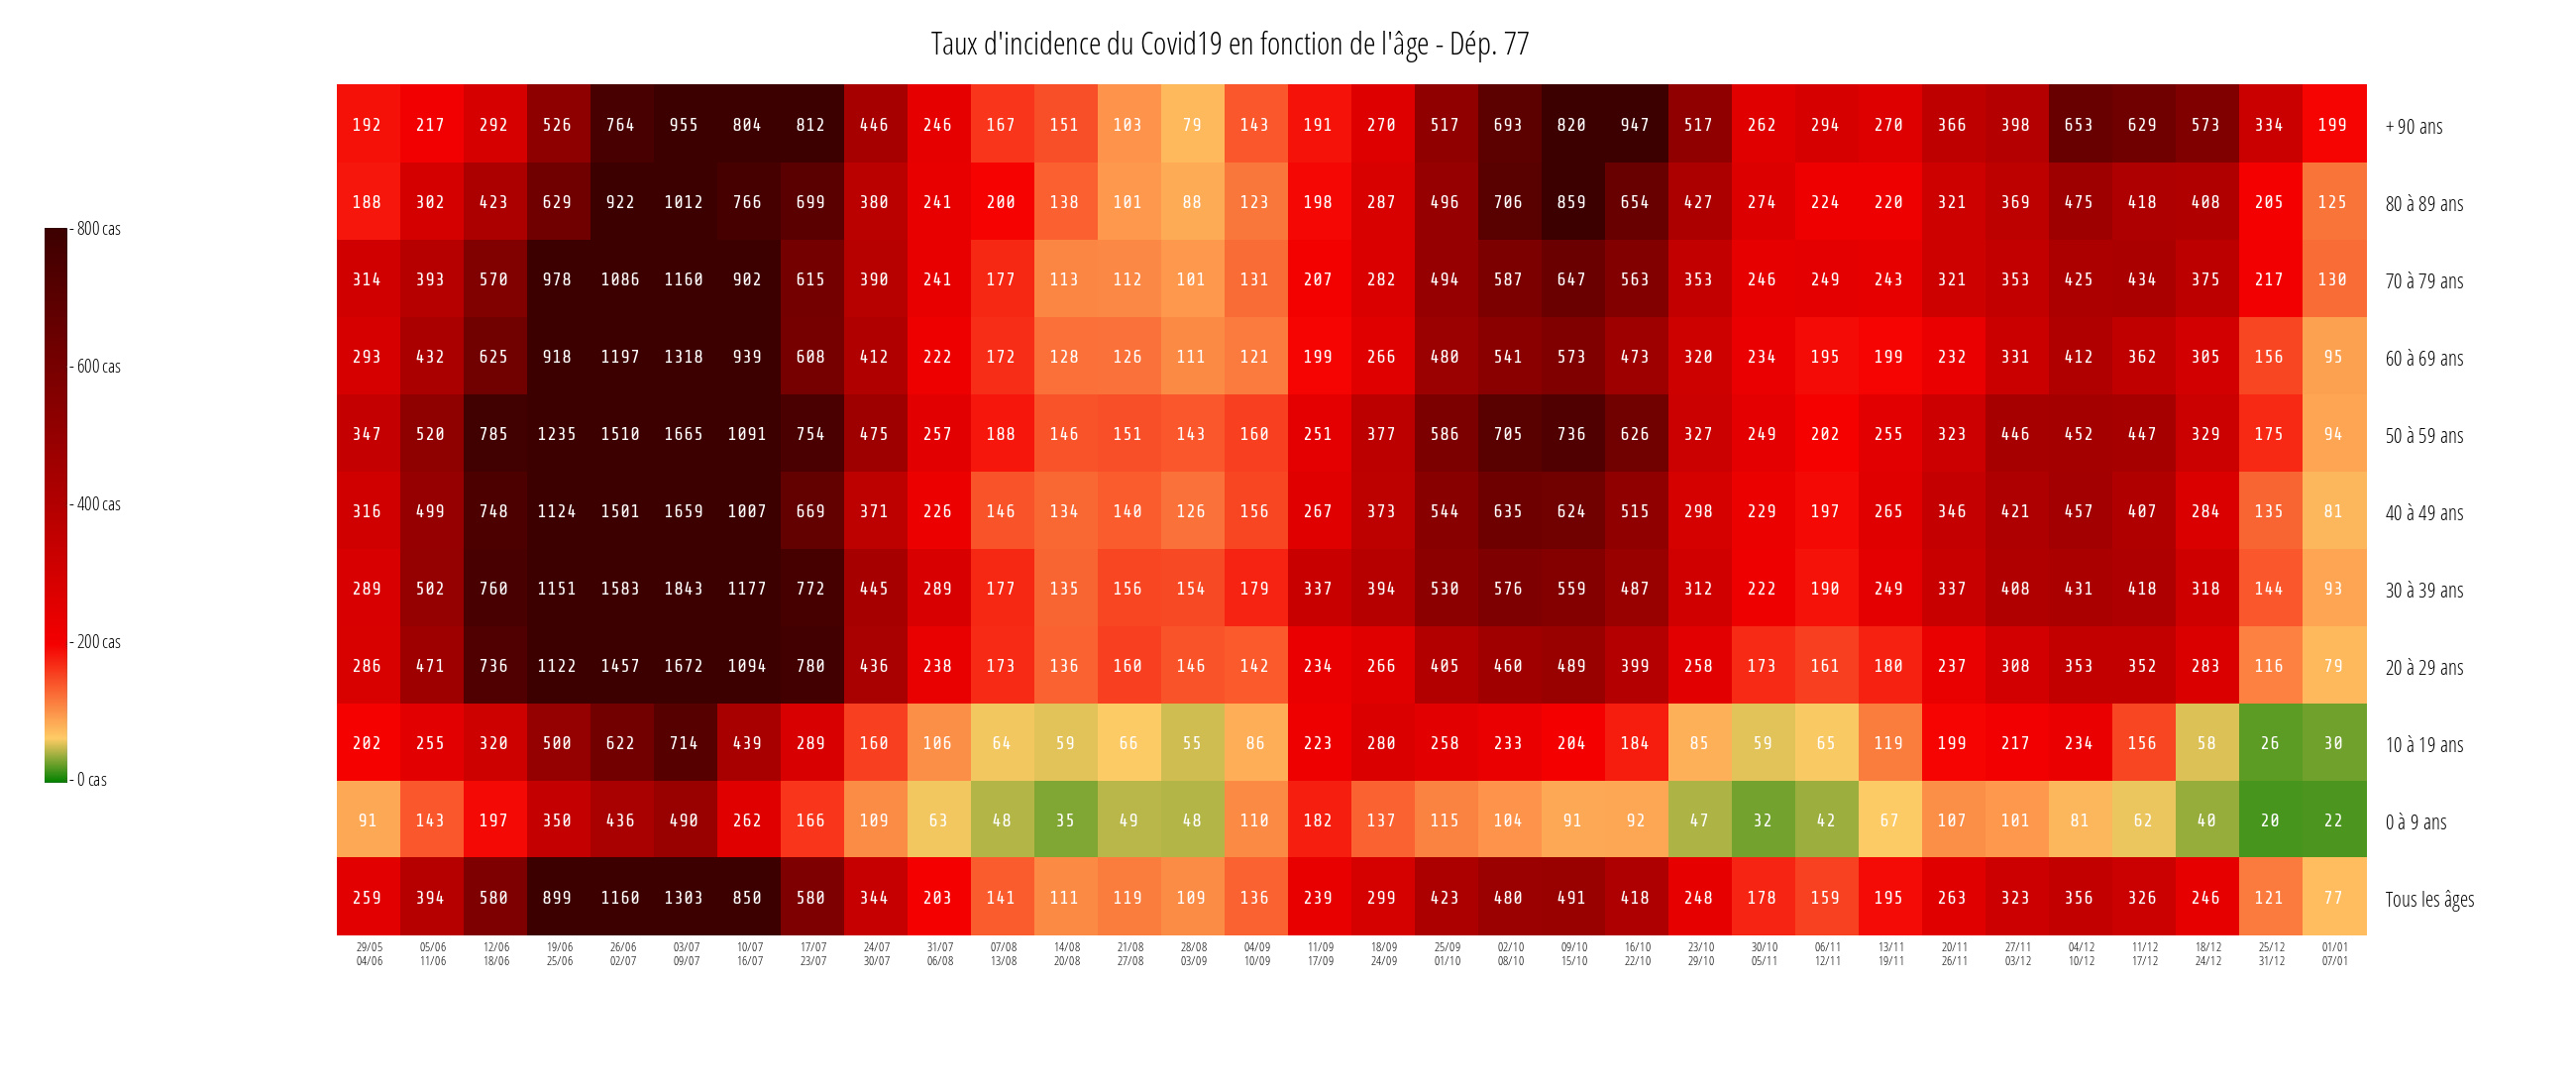 Taux d'incidence du Covid19 en fonction de l'âge - Dép. 77
- 800 cas
- 600 cas
- 400 cas
- 200 cas
- 0 cas
192 217 292 526 764 955 804 812 446 246 167 151 103 79 143 191 270 517 693 820 947 517 262 294 270 366 398 653 629 573 334 199 + 90 ans
188 302 423 629 922 1012 766 699 380 241 200 138 101 88 123 198 287 496 706 859 654 427 274 224 220 321 369 475 418 408 205 125 80 à 89 ans
314 393 570 978 1086 1160 902 615 390 241 177 113 112 101 131 207 282 494 587 647 563 353 246 249 243 321 353 425 434 375 217 130 70 à 79 ans
293 432 625 918 1197 1318 939 608 412 222 172 128 126 111 121 199 266 480 541 573 473 320 234 195 199 232 331 412 362 305 156 95 60 à 69 ans
347 520 785 1235 1510 1665 1091 754 475 257 188 146 151 143 160 251 377 586 705 736 626 327 249 202 255 323 446 452 447 329 175 94 50 à 59 ans
316 499 748 1124 1501 1659 1007 669 371 226 146 134 140 126 156 267 373 544 635 624 515 298 229 197 265 346 421 457 407 284 135 81 40 à 49 ans
289 502 760 1151 1583 1843 1177 772 445 289 177 135 156 154 179 337 394 530 576 559 487 312 222 190 249 337 408 431 418 318 144 93 30 à 39 ans
286 471 736 1122 1457 1672 1094 780 436 238 173 136 160 146 142 234 266 405 460 489 399 258 173 161 180 237 308 353 352 283 116 79 20 à 29 ans
202 255 320 500 622 714 439 289 160 106 64 59 66 55 86 223 280 258 233 204 184 85 59 65 119 199 217 234 156 58 26 30 10 à 19 ans
91 143 197 350 436 490 262 166 109 63 48 35 49 48 110 182 137 115 104 91 92 47 32 42 67 107 101 81 62 40 20 22 0 à 9 ans
259 394 580 899 1160 1303 850 580 344 203 141 111 119 109 136 239 299 423 480 491 418 248 178 159 195 263 323 356 326 246 121 77 Tous les âges
29/05 05/06 12/06 19/06 26/06 03/07 10/07 17/07 24/07 31/07 07/08 14/08 21/08 28/08 04/09 11/09 18/09 25/09 02/10 09/10 16/10 23/10 30/10 06/11 13/11 20/11 27/11 04/12 11/12 18/12 25/12 01/01
04/06 11/06 18/06 25/06 02/07 09/07 16/07 23/07 30/07 06/08 13/08 20/08 27/08 03/09 10/09 17/09 24/09 01/10 08/10 15/10 22/10 29/10 05/11 12/11 19/11 26/11 03/12 10/12 17/12 24/12 31/12 07/01